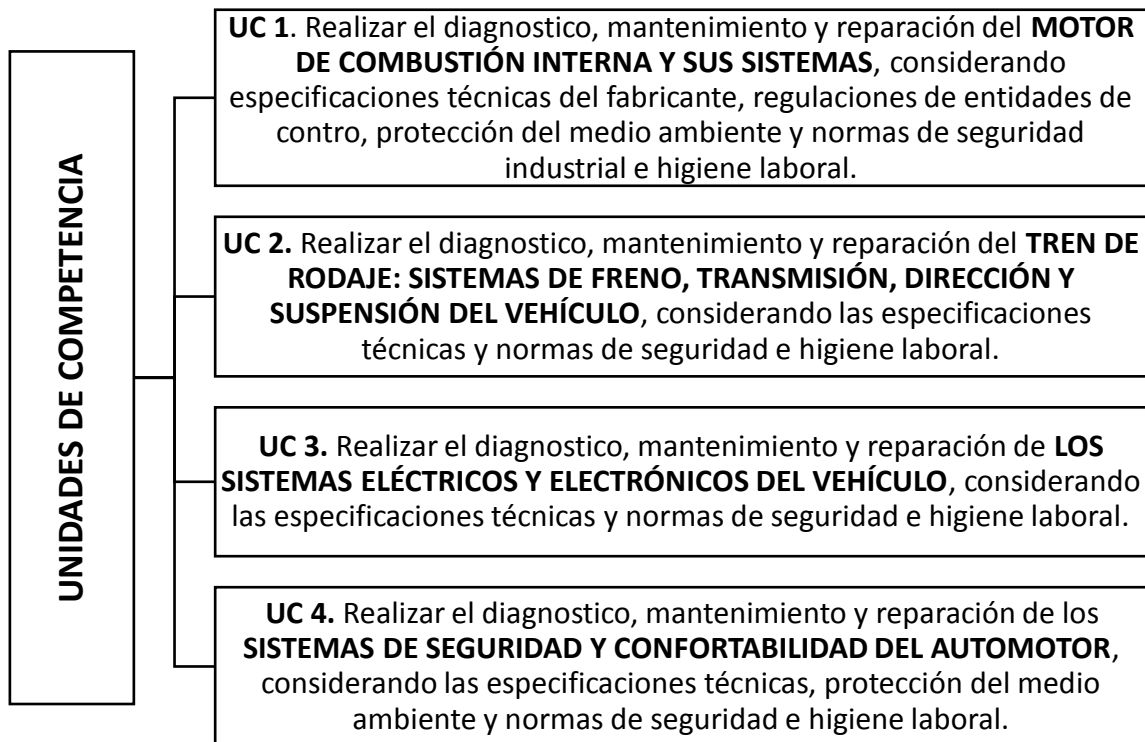 UNIDADES DE COMPETENCIA
UC 1. Realizar el diagnostico, mantenimiento y reparación del MOTOR
DE COMBUSTIÓN INTERNA Y SUS SISTEMAS, considerando
especificaciones técnicas del fabricante, regulaciones de entidades de
contro, protección del medio ambiente y normas de seguridad
industrial e higiene laboral.
UC 2. Realizar el diagnostico, mantenimiento y reparación del TREN DE
RODAJE: SISTEMAS DE FRENO, TRANSMISIÓN, DIRECCIÓN Y
SUSPENSIÓN DEL VEHÍCULO, considerando las especificaciones
técnicas y normas de seguridad e higiene laboral.
UC 3. Realizar el diagnostico, mantenimiento y reparación de LOS
SISTEMAS ELÉCTRICOS Y ELECTRÓNICOS DEL VEHÍCULO, considerando
las especificaciones técnicas y normas de seguridad e higiene laboral.
UC 4. Realizar el diagnostico, mantenimiento y reparación de los
SISTEMAS DE SEGURIDAD Y CONFORTABILIDAD DEL AUTOMOTOR,
considerando las especificaciones técnicas, protección del medio
ambiente y normas de seguridad e higiene laboral.